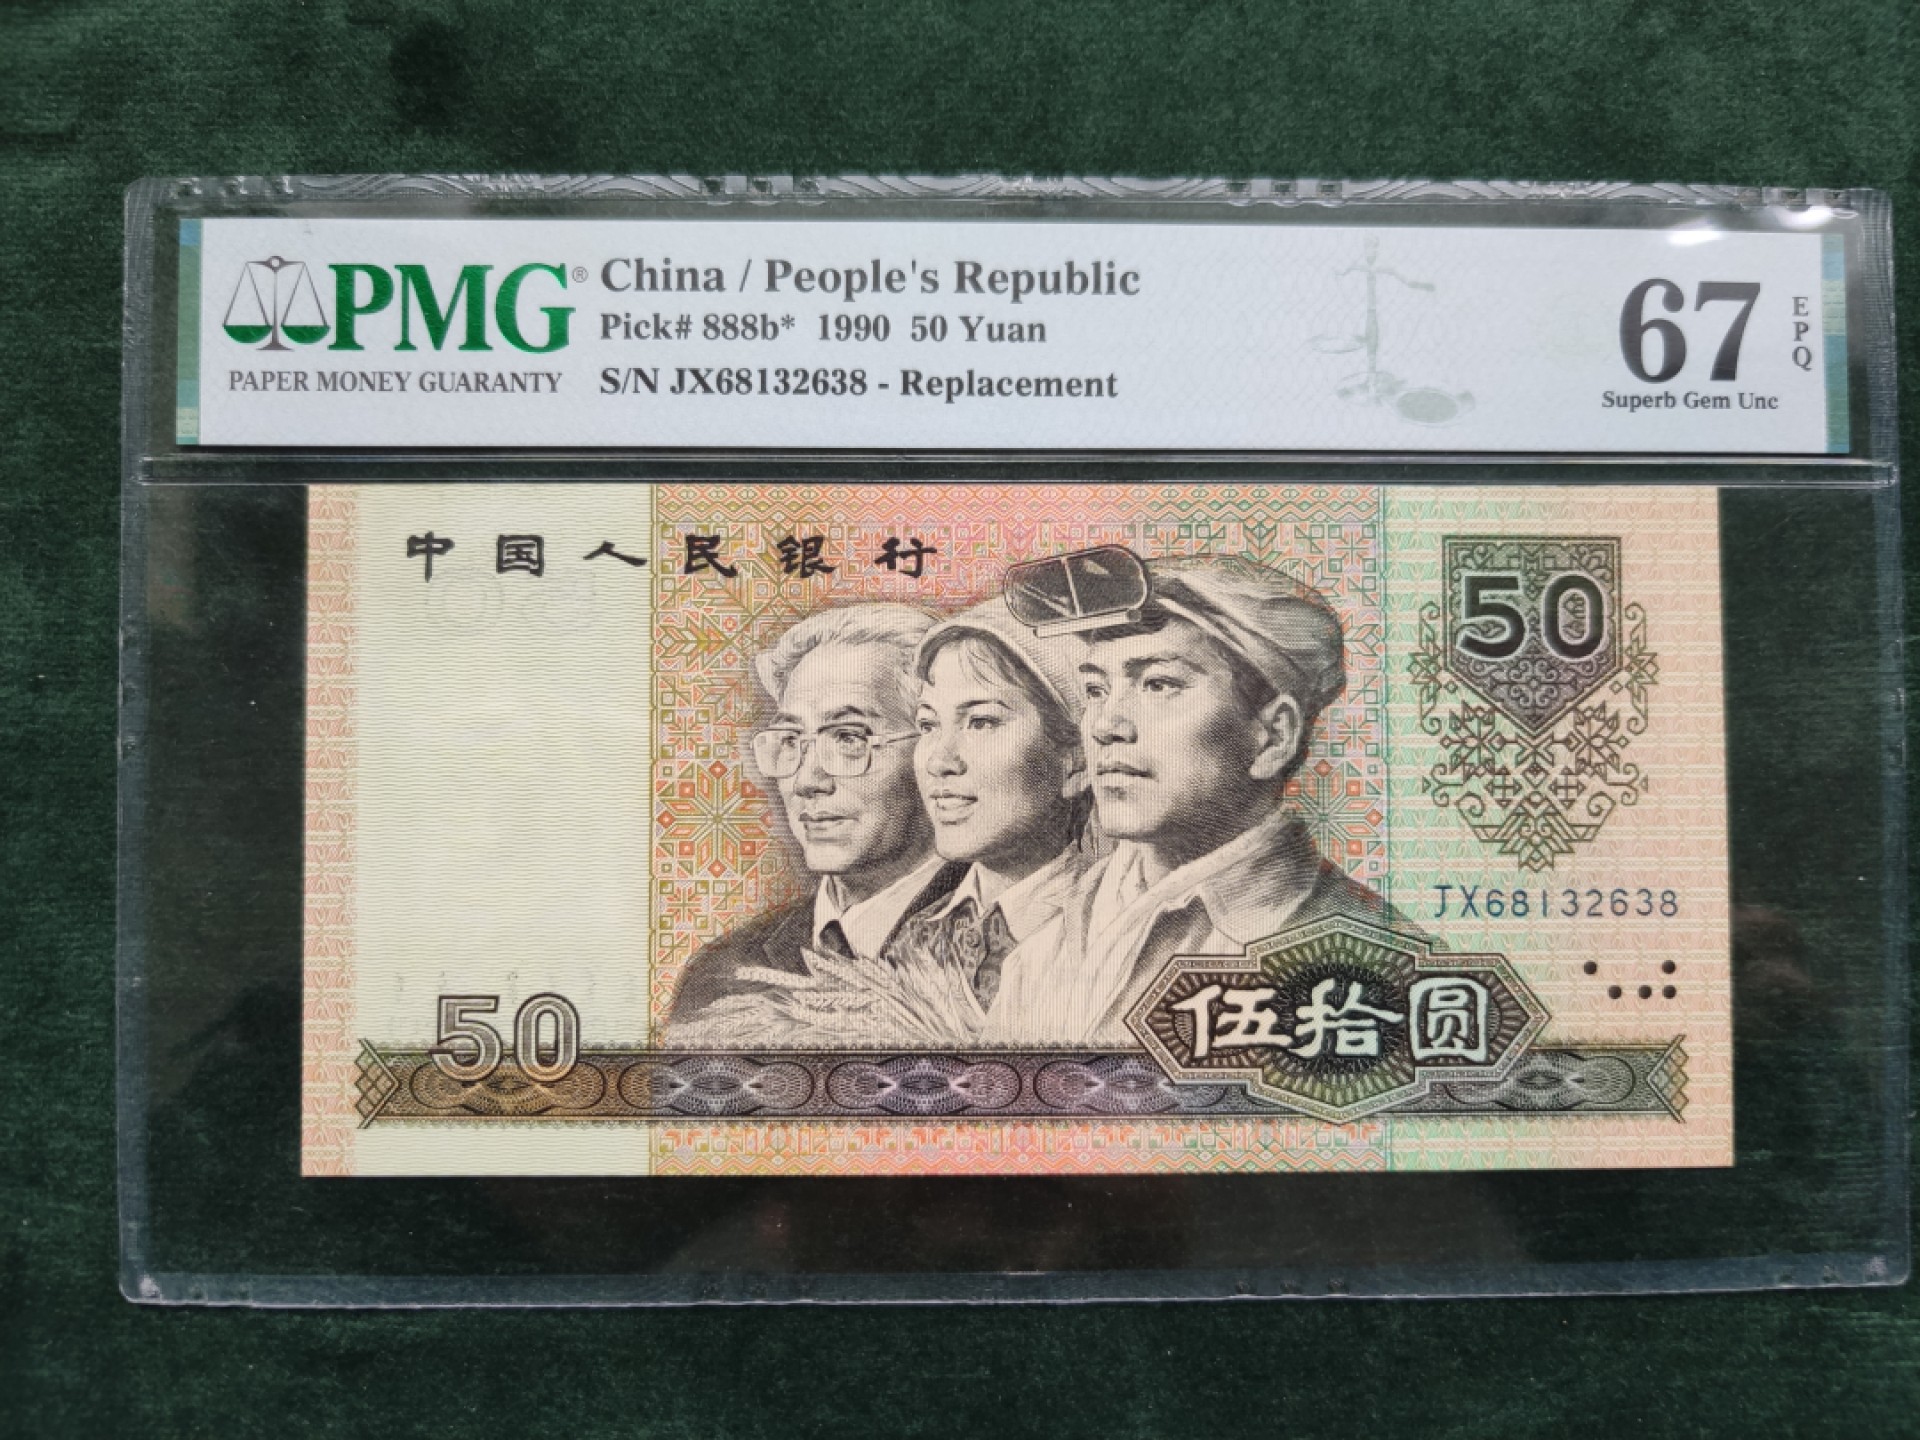 PMG®
PAPER MONEY GUARANTY
China / People's Republic
Pick# 888b* 1990 50 Yuan
S/N JX68132638 - Replacement
67
EPQ
Superb Gem Unc
中国人民银行
50
JX68132638
50
伍拾圆